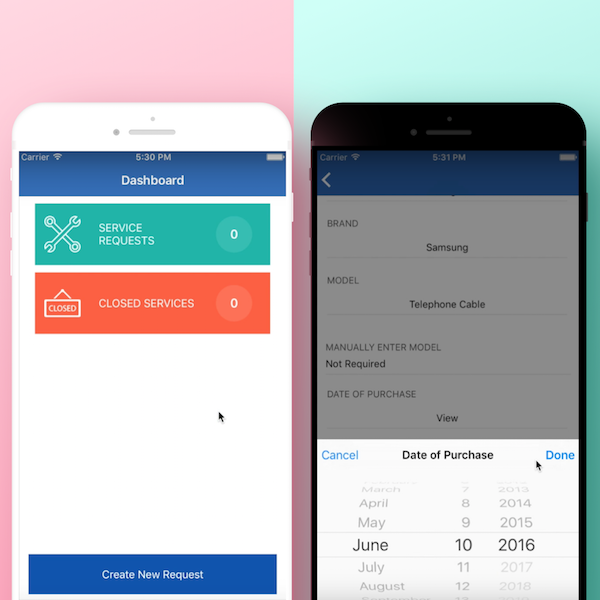 Carrier 5:30 PM
Dashboard
SERVICE
REQUESTS
0
CLOSED
CLOSED SERVICES
0
Create New Request
Carrier 5:31 PM
BRAND
Samsung
MODEL
Telephone Cable
MANUALLY ENTER MODEL
Not Required
DATE OF PURCHASE
View
Cancel Date of Purchase Done
March 7 2013
April 8 2014
May 9 2015
June 10 2016
July 11 2017
August 12 2018